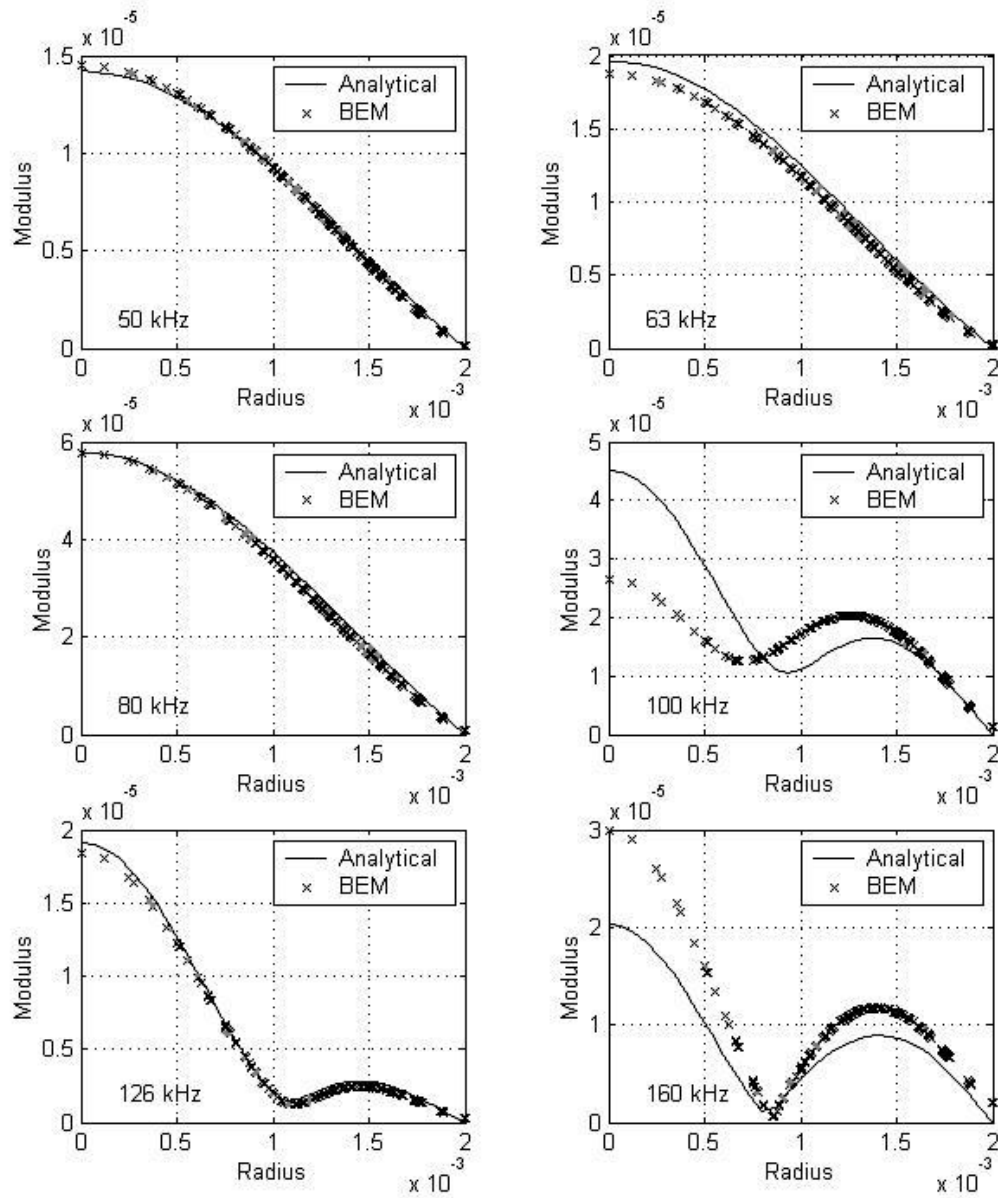 x 10^-5
1.5
1
0.5
0
Modulus
Analytical
BEM
50 kHz
0 0.5 1 1.5 2
Radius
x 10^-3
x 10^-5
2
1.5
1
0.5
0
Modulus
Analytical
BEM
63 kHz
0 0.5 1 1.5 2
Radius
x 10^-3
x 10^-5
6
4
2
0
Modulus
Analytical
BEM
80 kHz
0 0.5 1 1.5 2
Radius
x 10^-3
x 10^-5
5
4
3
2
1
0
Modulus
Analytical
BEM
100 kHz
0 0.5 1 1.5 2
Radius
x 10^-3
x 10^-5
2
1.5
1
0.5
0
Modulus
Analytical
BEM
126 kHz
0 0.5 1 1.5 2
Radius
x 10^-3
x 10^-5
3
2
1
0
Modulus
Analytical
BEM
160 kHz
0 0.5 1 1.5 2
Radius
x 10^-3